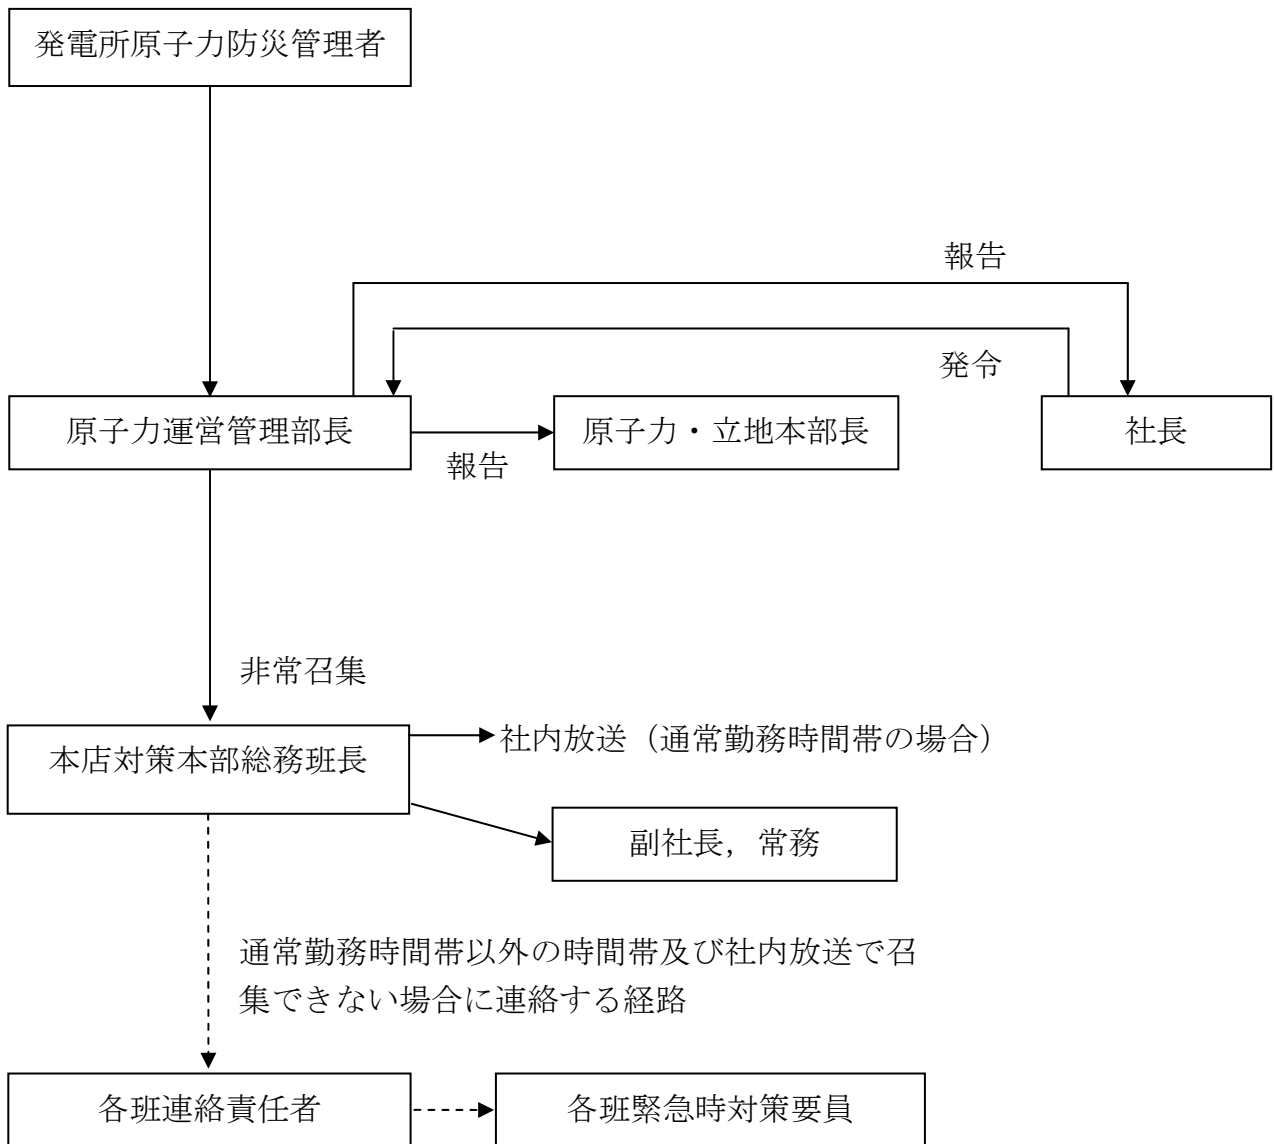 発電所原子力防災管理者
報告
発令
原子力運営管理部長
原子力・立地本部長
社長
報告
非常召集
本店対策本部総務班長
社内放送（通常勤務時間帯の場合）
副社長，常務
通常勤務時間帯以外の時間帯及び社内放送で召
集できない場合に連絡する経路
各班連絡責任者
各班緊急時対策要員